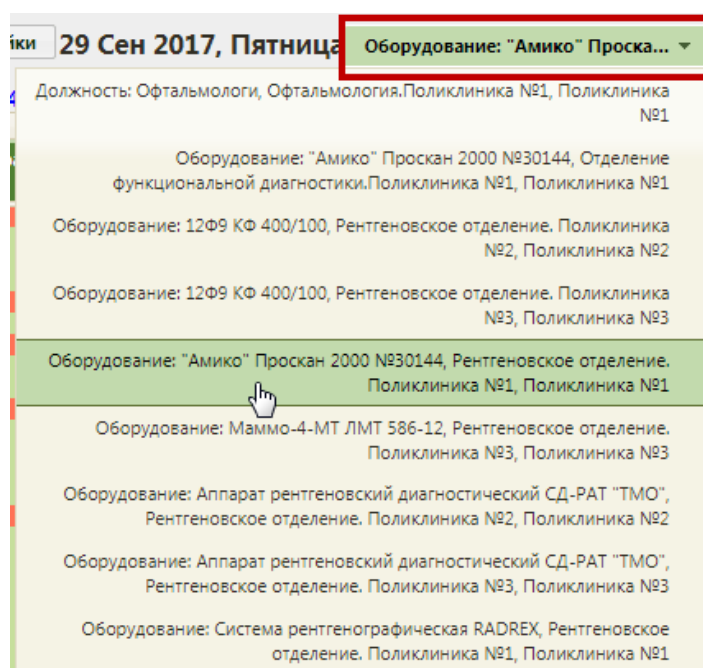 йки 29 Сен 2017, Пятница Оборудование: "Амико" Проска...
Должность: Офтальмологи, Офтальмология.Поликлиника №1, Поликлиника
№1
Оборудование: "Амико" Проскан 2000 №30144, Отделение
функциональной диагностики.Поликлиника №1, Поликлиника №1
Оборудование: 12Ф9 КФ 400/100, Рентгеновское отделение. Поликлиника
№2, Поликлиника №2
Оборудование: 12Ф9 КФ 400/100, Рентгеновское отделение. Поликлиника
№3, Поликлиника №3
Оборудование: "Амико" Проскан 2000 №30144, Рентгеновское отделение.
Поликлиника №1, Поликлиника №1
Оборудование: Маммо-4-МТ ЛМТ 586-12, Рентгеновское отделение.
Поликлиника №3, Поликлиника №3
Оборудование: Аппарат рентгеновский диагностический СД-РАТ "ТМО",
Рентгеновское отделение. Поликлиника №2, Поликлиника №2
Оборудование: Аппарат рентгеновский диагностический СД-РАТ "ТМО",
Рентгеновское отделение. Поликлиника №3, Поликлиника №3
Оборудование: Система рентгенографическая RADREX, Рентгеновское
отделение. Поликлиника №1, Поликлиника №1